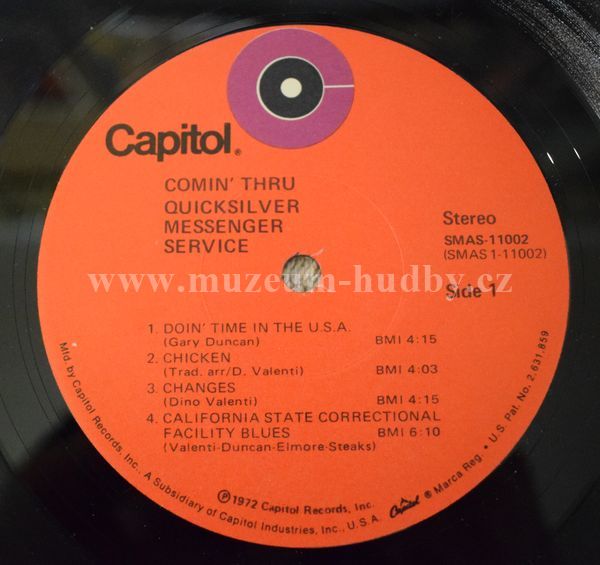 Capitol®
COMIN' THRU
QUICKSILVER
MESSENGER
SERVICE
Stereo
SMAS-11002
(SMAS 1-11002)
www.muzeum-hudby.cz
Side 1
1. DOIN' TIME IN THE U.S.A.
(Gary Duncan) BMI 4:15
2. CHICKEN
(Trad. arr/D. Valenti) BMI 4:03
3. CHANGES
(Dino Valenti) BMI 4:15
4. CALIFORNIA STATE CORRECTIONAL
FACILITY BLUES BMI 6:10
(Valenti-Duncan-Elmore-Steaks)
℗1972 Capitol Records, Inc.
Mfd. by Capitol Records, Inc., A Subsidiary of Capitol Industries, Inc., U.S.A. Capitol ® Marca Reg. • U.S. Pat. No. 2,631,859